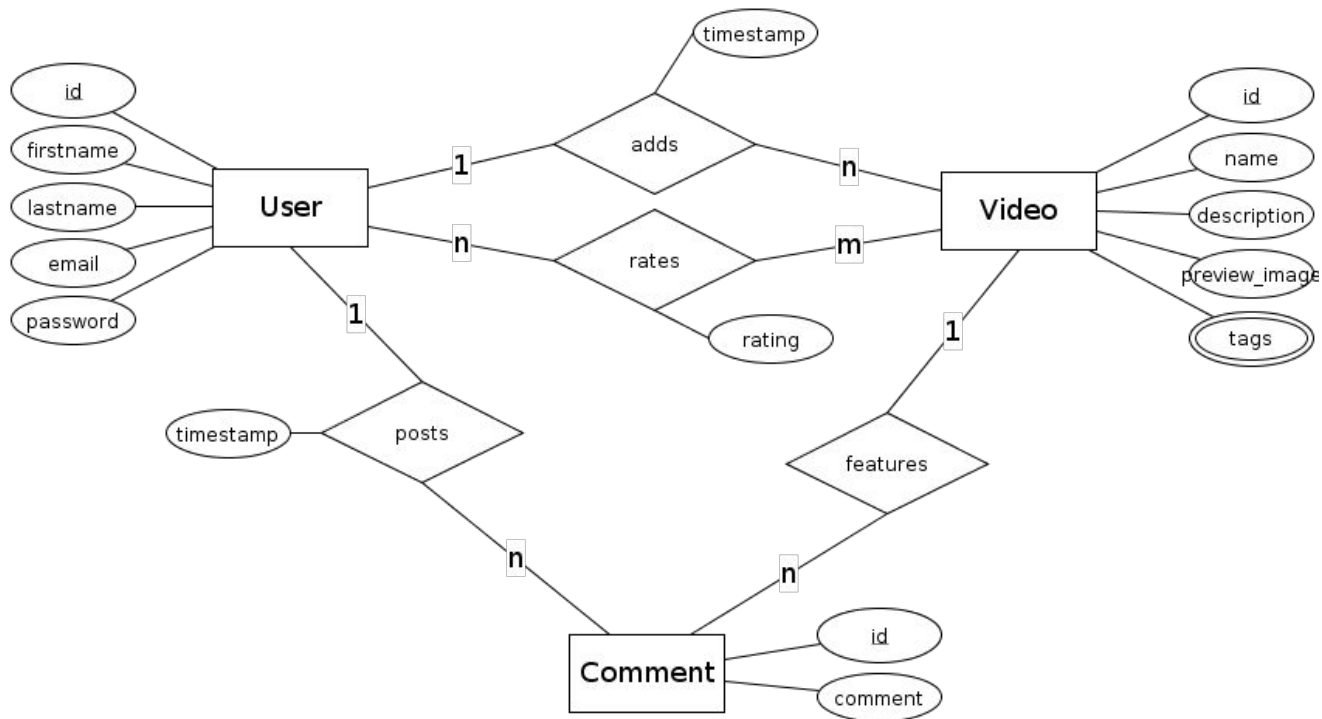 timestamp
id
id
firstname
adds
name
1
n
lastname
User
Video
description
n
m
email
rates
preview_image
password
1
rating
1
tags
timestamp
posts
features
n
n
id
Comment
comment